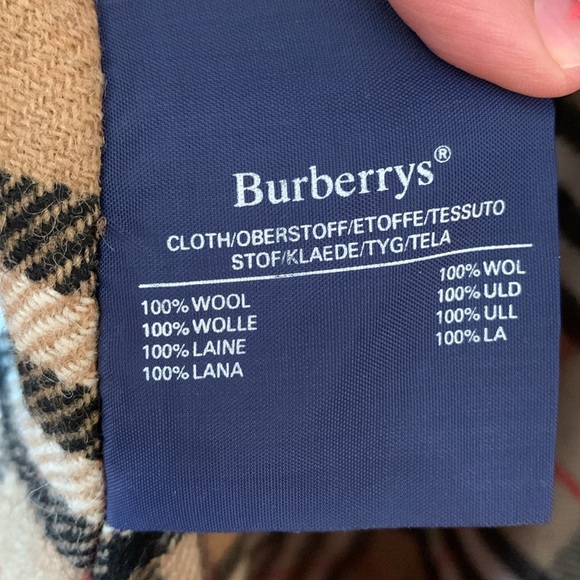 Burberrys®
CLOTH/OBERSTOFF/ETOFFE/TESSUTO
STOF/KLAEDE/TYG/TELA
100% WOOL
100% WOLLE
100% LAINE
100% LANA
100% WOL
100% ULD
100% ULL
100% LA